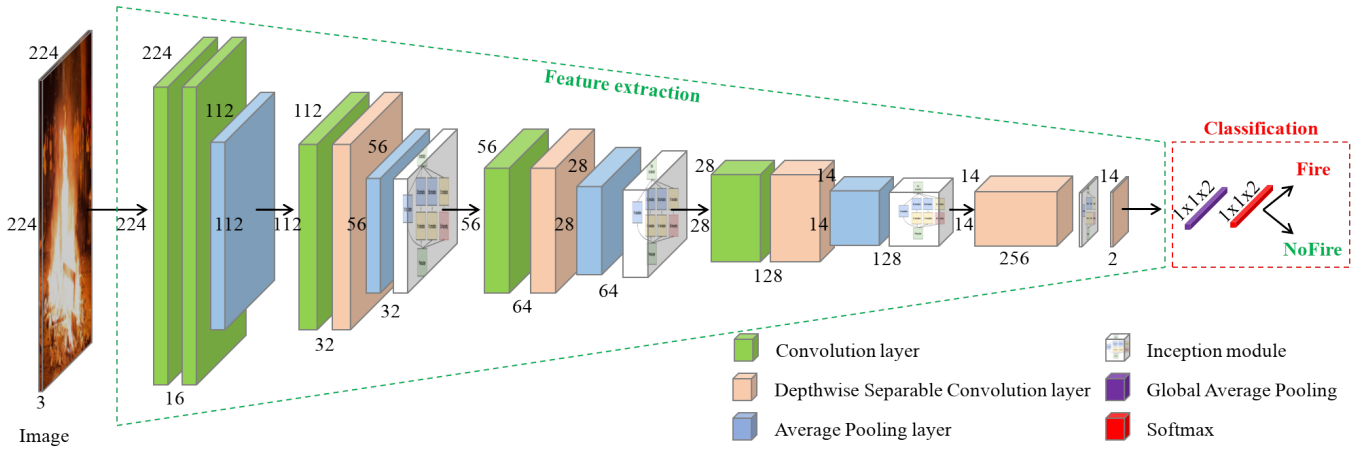 Feature extraction
Classification
224
224
3
Image
224
224
16
112
112
112
112
32
56
56
32
56
56
64
28
28
64
28
28
128
14
14
128
14
14
256
14
2
1x1x2
1x1x2
Fire
NoFire
Convolution layer
Depthwise Separable Convolution layer
Average Pooling layer
Inception module
Global Average Pooling
Softmax